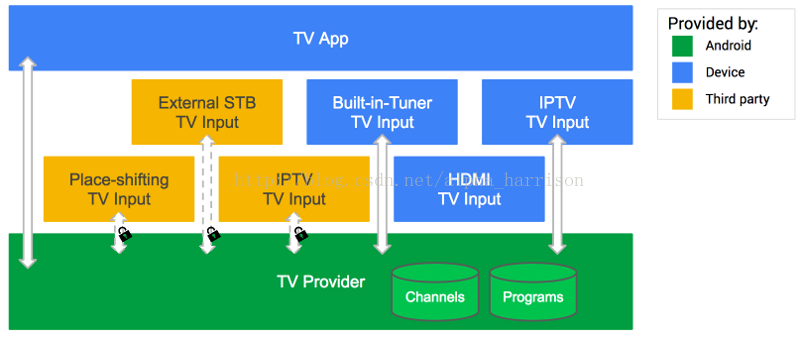 TV App
Provided by:
Android
Device
Third party
External STB
TV Input
Built-in-Tuner
TV Input
IPTV
TV Input
Place-shifting
TV Input
IPTV
TV Input
HDMI
TV Input
TV Provider
Channels
Programs